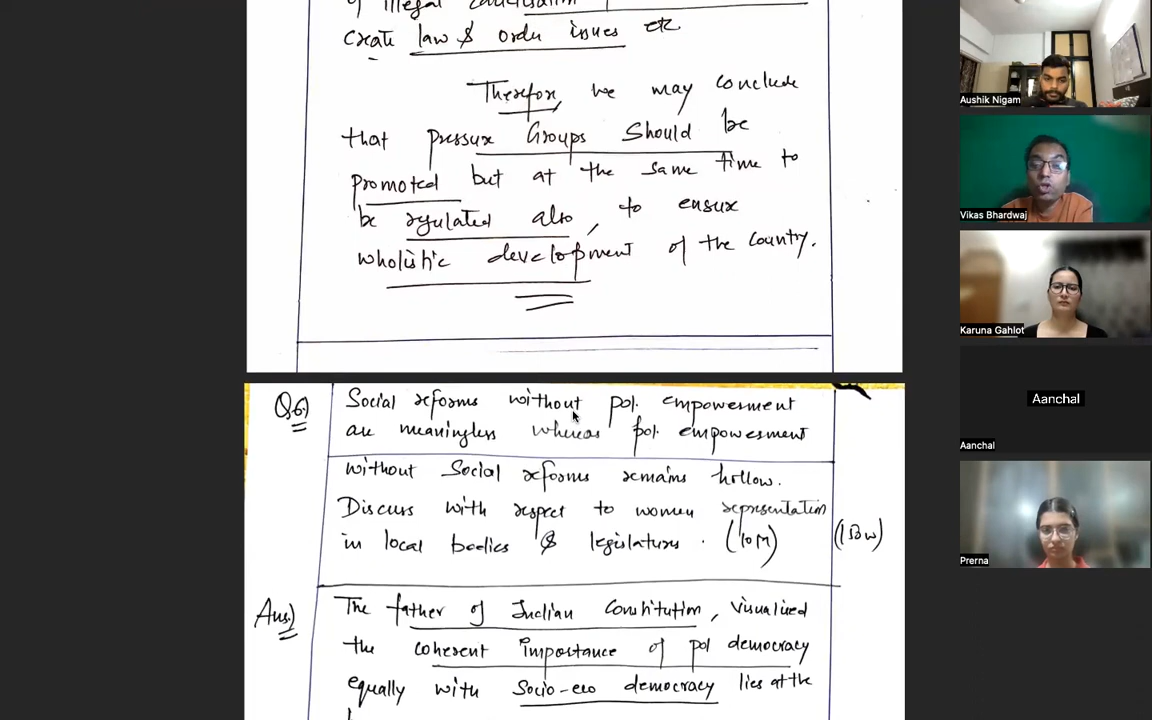 of illegal
create law & order issues etc
Therefore, we may conclude
that pressure Groups Should be
promoted but at the same time to
be regulated also, to ensure
wholistic development of the country.
Q6) Social reforms without pol. empowerment
are meaningless whereas pol. empowerment
without Social reforms remains hollow.
Discuss with respect to women representation
in local bodies & legislatures. (10M) (150w)
Ans) The father of Indian Constitution, visualized
the coherent importance of pol democracy
equally with Socio-eco democracy lies at the
Aushik Nigam
Vikas Bhardwaj
Karuna Gahlot
Aanchal
Aanchal
Prerna